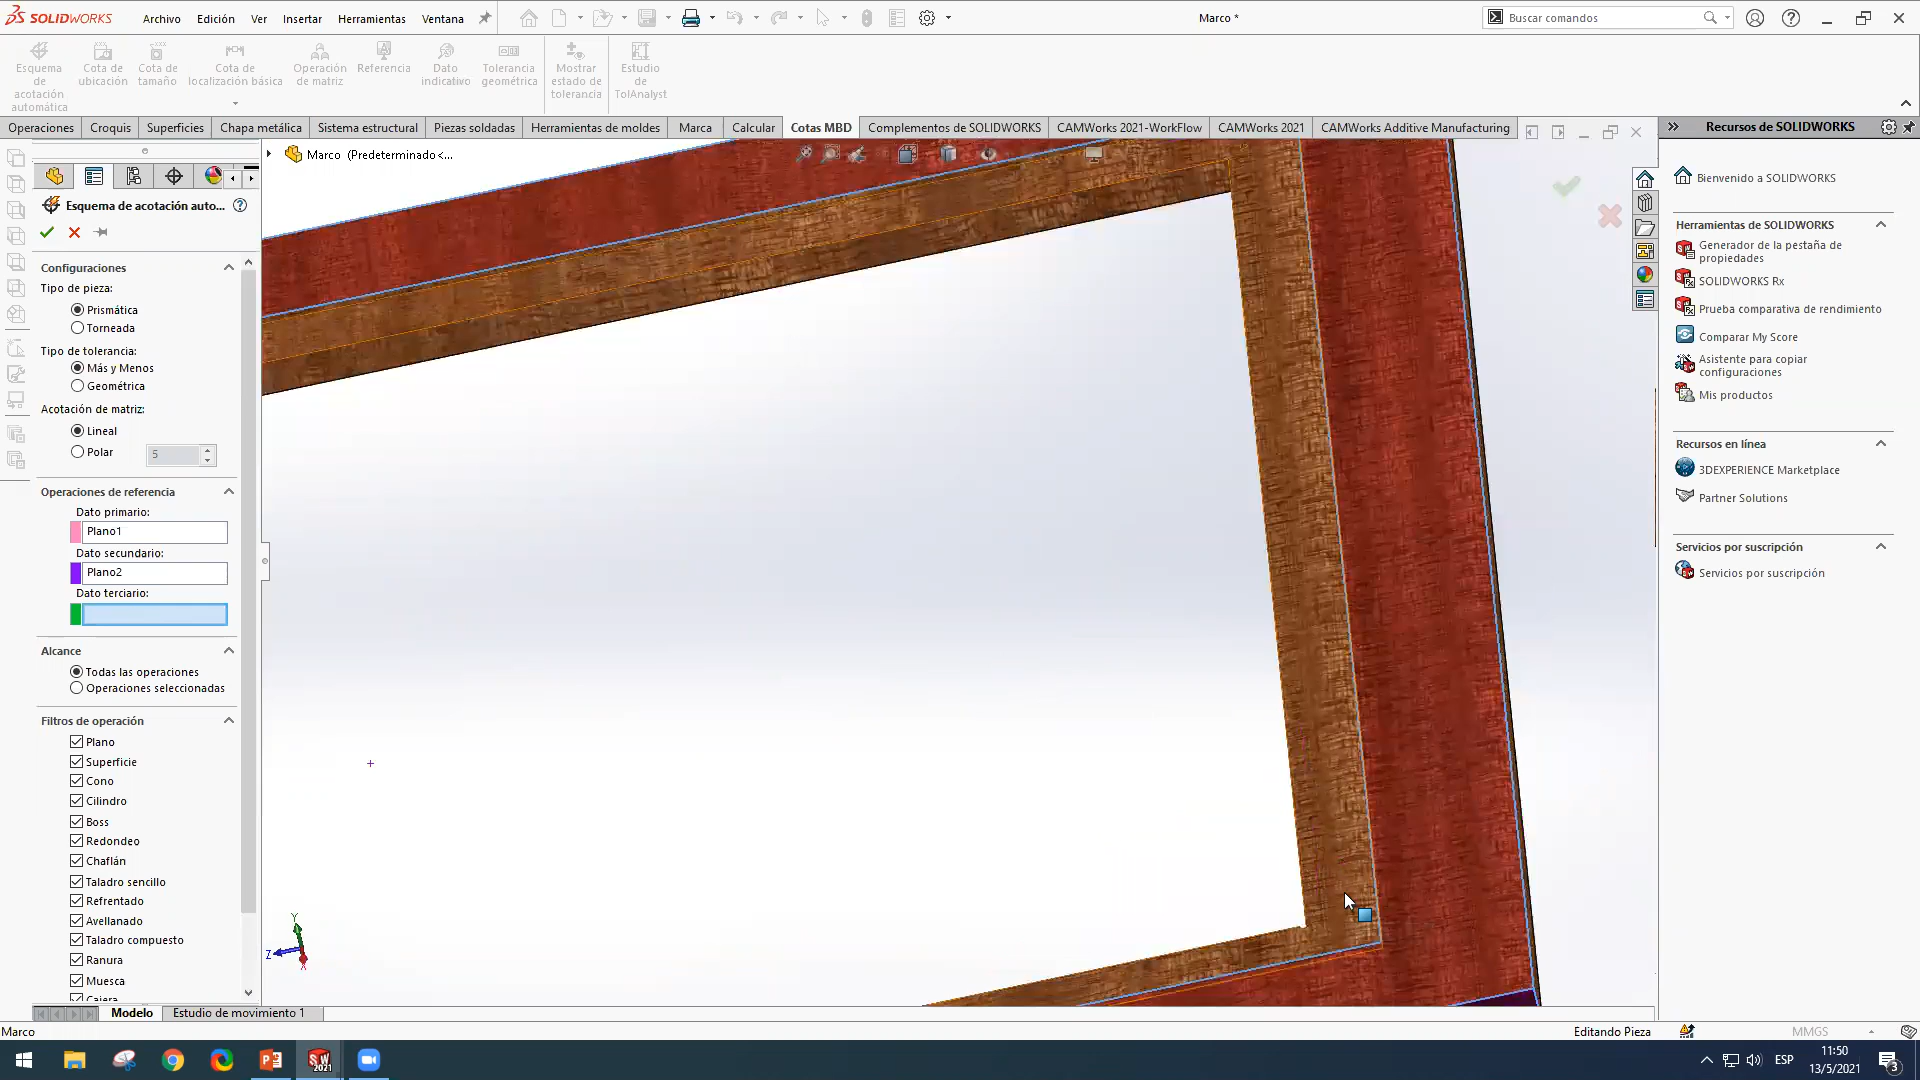 SOLIDWORKS
Archivo
Edición
Ver
Insertar
Herramientas
Ventana
Marco *
Buscar comandos
Esquema de acotación automática
Cota de ubicación
Cota de tamaño
Cota de localización básica
Operación de matriz
Referencia
Dato indicativo
Tolerancia geométrica
Mostrar estado de tolerancia
Estudio de TolAnalyst
Operaciones
Croquis
Superficies
Chapa metálica
Sistema estructural
Piezas soldadas
Herramientas de moldes
Marca
Calcular
Cotas MBD
Complementos de SOLIDWORKS
CAMWorks 2021-WorkFlow
CAMWorks 2021
CAMWorks Additive Manufacturing
Recursos de SOLIDWORKS
Marco (Predeterminado<...
Esquema de acotación auto...
Configuraciones
Tipo de pieza:
Prismática
Torneada
Tipo de tolerancia:
Más y Menos
Geométrica
Acotación de matriz:
Lineal
Polar
5
Operaciones de referencia
Dato primario:
Plano1
Dato secundario:
Plano2
Dato terciario:
Alcance
Todas las operaciones
Operaciones seleccionadas
Filtros de operación
Plano
Superficie
Cono
Cilindro
Boss
Redondeo
Chaflán
Taladro sencillo
Refrentado
Avellanado
Taladro compuesto
Ranura
Muesca
Cajera
Y
Z
X
Bienvenido a SOLIDWORKS
Herramientas de SOLIDWORKS
Generador de la pestaña de
propiedades
SOLIDWORKS Rx
Prueba comparativa de rendimiento
Comparar My Score
Asistente para copiar
configuraciones
Mis productos
Recursos en línea
3DEXPERIENCE Marketplace
Partner Solutions
Servicios por suscripción
Servicios por suscripción
Modelo
Estudio de movimiento 1
Marco
Editando Pieza
MMGS
SW
2021
ESP
11:50
13/5/2021
3